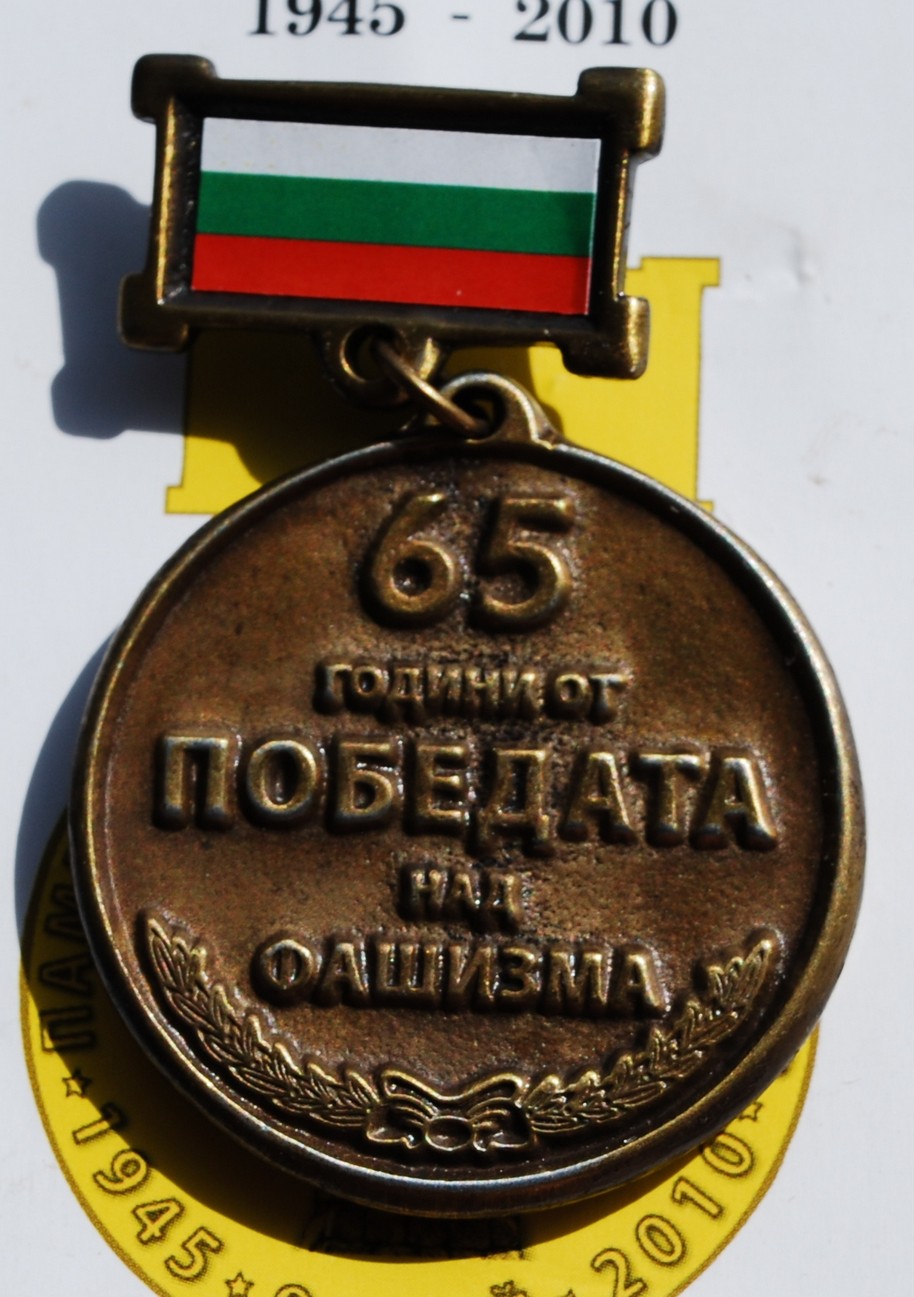 1945 - 2010
65
ГОДИНИ ОТ
ПОБЕДАТА
НАД
ФАШИЗМА
1945
2010